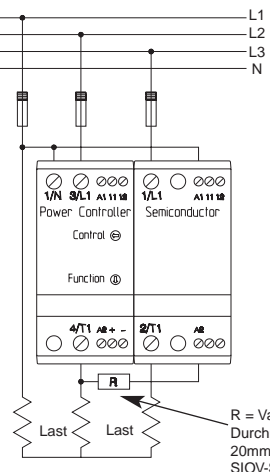 L1
L2
L3
N
1/N 3/L1 A1 11 12 1/L1 A1 11 12
Power Controller Semiconductor
Control
Function
4/T1 A2 + - 2/T1 A2
R
Last Last
R = Va
Durch
20mm
SIOV-S